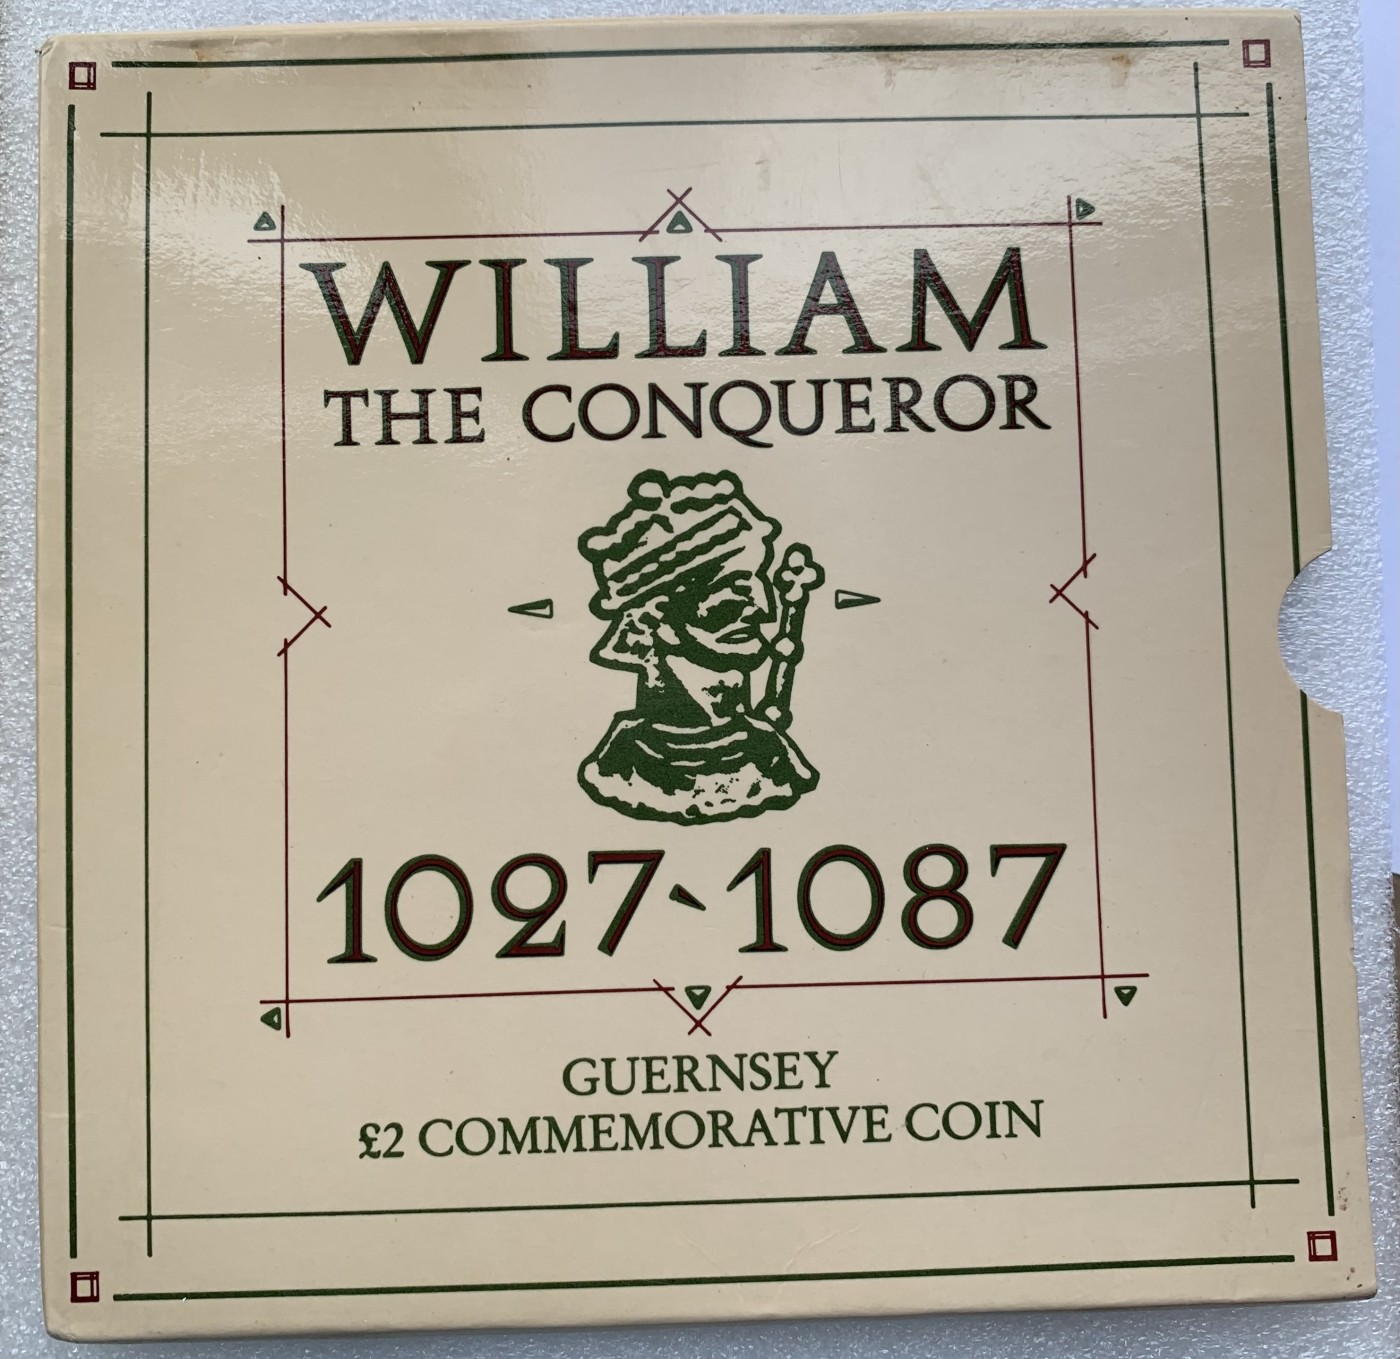 WILLIAM
THE CONQUEROR
1027-1087
GUERNSEY
£2 COMMEMORATIVE COIN